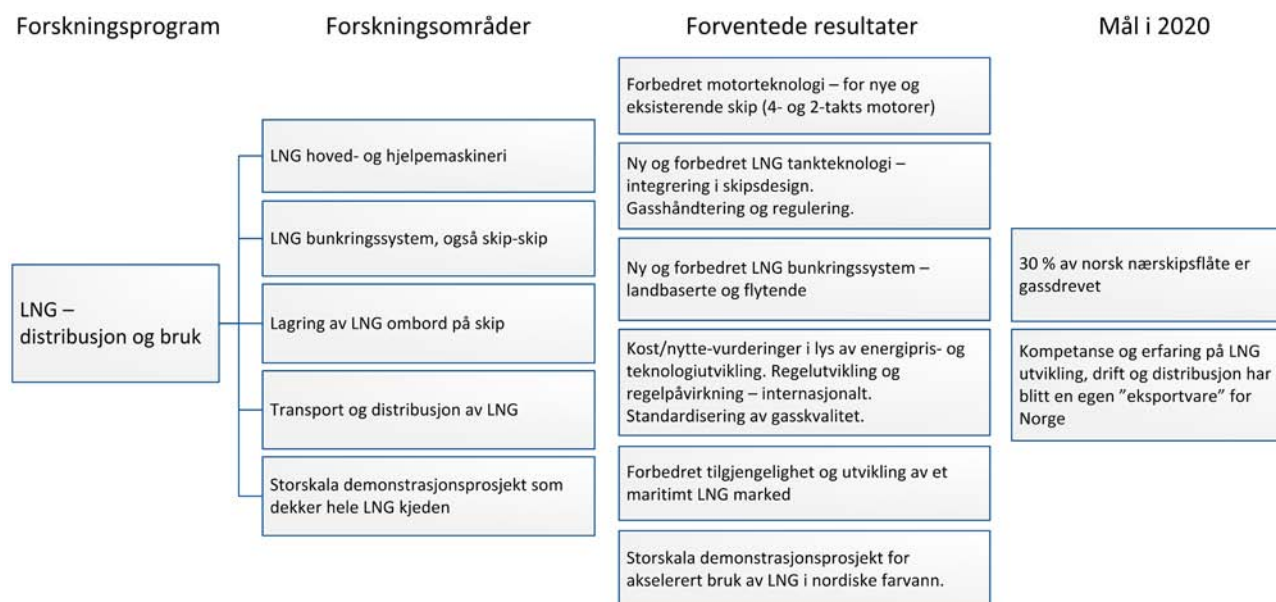 Forskningsprogram
Forskningsområder
Forventede resultater
Mål i 2020
LNG –
distribusjon og bruk
LNG hoved- og hjelpemaskineri
LNG bunkringssystem, også skip-skip
Lagring av LNG ombord på skip
Transport og distribusjon av LNG
Storskala demonstrasjonsprosjekt som
dekker hele LNG kjeden
Forbedret motorteknologi – for nye og
eksisterende skip (4- og 2-takts motorer)
Ny og forbedret LNG tankteknologi –
integrering i skipsdesign.
Gasshåndtering og regulering.
Ny og forbedret LNG bunkringssystem –
landbaserte og flytende
Kost/nytte-vurderinger i lys av energipris- og
teknologiutvikling. Regelutvikling og
regelpåvirkning – internasjonalt.
Standardisering av gasskvalitet.
Forbedret tilgjengelighet og utvikling av et
maritimt LNG marked
Storskala demonstrasjonsprosjekt for
akselerert bruk av LNG i nordiske farvann.
30 % av norsk nærskipsflåte er
gassdrevet
Kompetanse og erfaring på LNG
utvikling, drift og distribusjon har
blitt en egen ”eksportvare” for
Norge